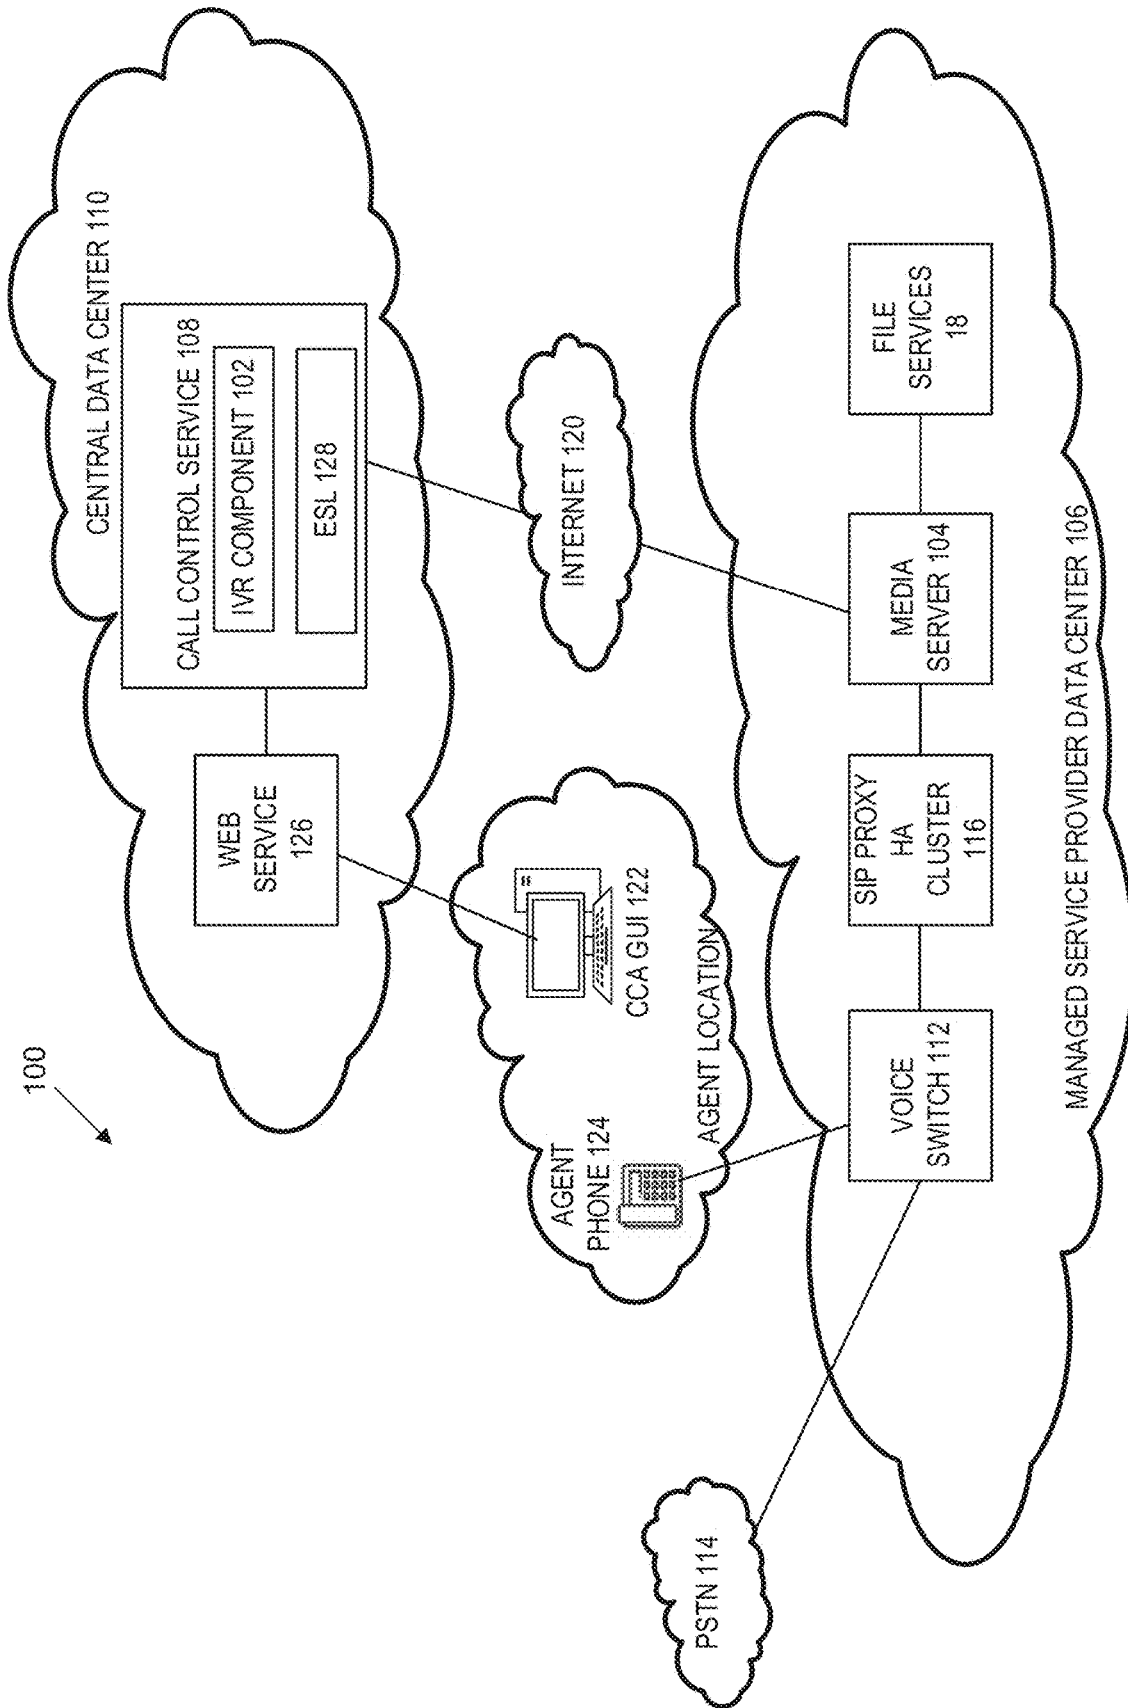 100
CENTRAL DATA CENTER 110
WEB
SERVICE
126
CALL CONTROL SERVICE 108
IVR COMPONENT 102
ESL 128
AGENT
PHONE 124
CCA GUI 122
AGENT LOCATION
INTERNET 120
PSTN 114
VOICE
SWITCH 112
SIP PROXY
HA
CLUSTER
116
MEDIA
SERVER 104
FILE
SERVICES
18
MANAGED SERVICE PROVIDER DATA CENTER 106